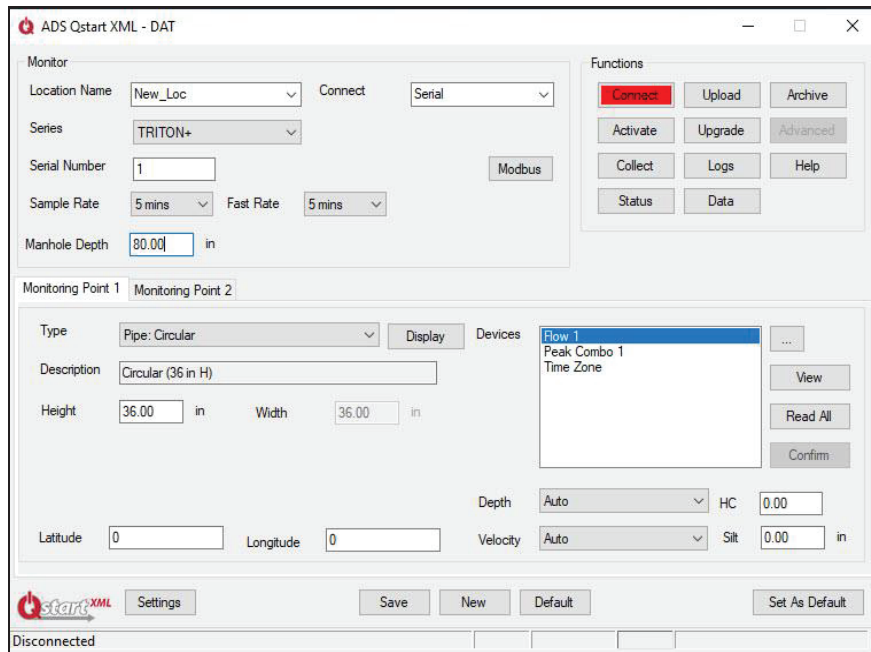 ADS Qstart XML - DAT
Monitor
Location Name New_Loc Connect Serial
Series TRITON+
Serial Number 1 Modbus
Sample Rate 5 mins Fast Rate 5 mins
Manhole Depth 80.00 in
Functions
Connect Upload Archive
Activate Upgrade Advanced
Collect Logs Help
Status Data
Monitoring Point 1 Monitoring Point 2
Type Pipe: Circular Display Devices Flow 1 ...
Peak Combo 1
Time Zone
Description Circular (36 in H) View
Height 36.00 in Width 36.00 in Read All
Confirm
Depth Auto HC 0.00
Latitude 0 Longitude 0 Velocity Auto Silt 0.00 in
Qstart XML Settings Save New Default Set As Default
Disconnected